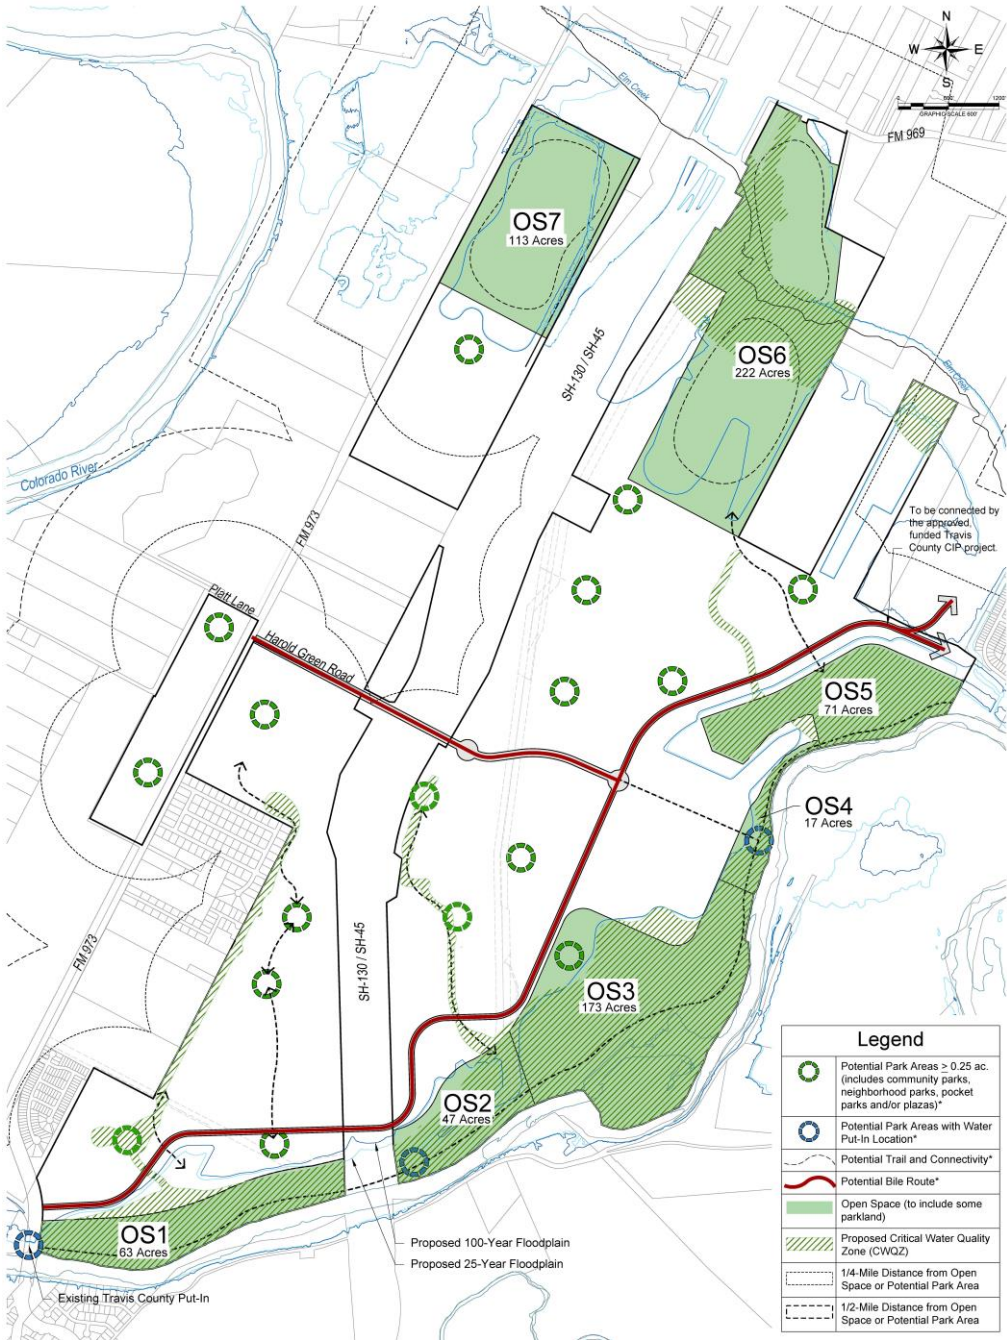 N
W E
S
0 600' 1200'
GRAPHIC SCALE 600'
FM 969
Elm Creek
OS7
113 Acres
OS6
222 Acres
SH-130 / SH-45
Elm Creek
Colorado River
FM 973
To be connected by
the approved,
funded Travis
County CIP project.
Platt Lane
Harold Green Road
OS5
71 Acres
OS4
17 Acres
SH-130 / SH-45
FM 973
OS3
173 Acres
OS2
47 Acres
OS1
63 Acres
Proposed 100-Year Floodplain
Proposed 25-Year Floodplain
Existing Travis County Put-In
Legend
Potential Park Areas ≥ 0.25 ac.
(includes community parks,
neighborhood parks, pocket
parks and/or plazas)*
Potential Park Areas with Water
Put-In Location*
Potential Trail and Connectivity*
Potential Bile Route*
Open Space (to include some
parkland)
Proposed Critical Water Quality
Zone (CWQZ)
1/4-Mile Distance from Open
Space or Potential Park Area
1/2-Mile Distance from Open
Space or Potential Park Area